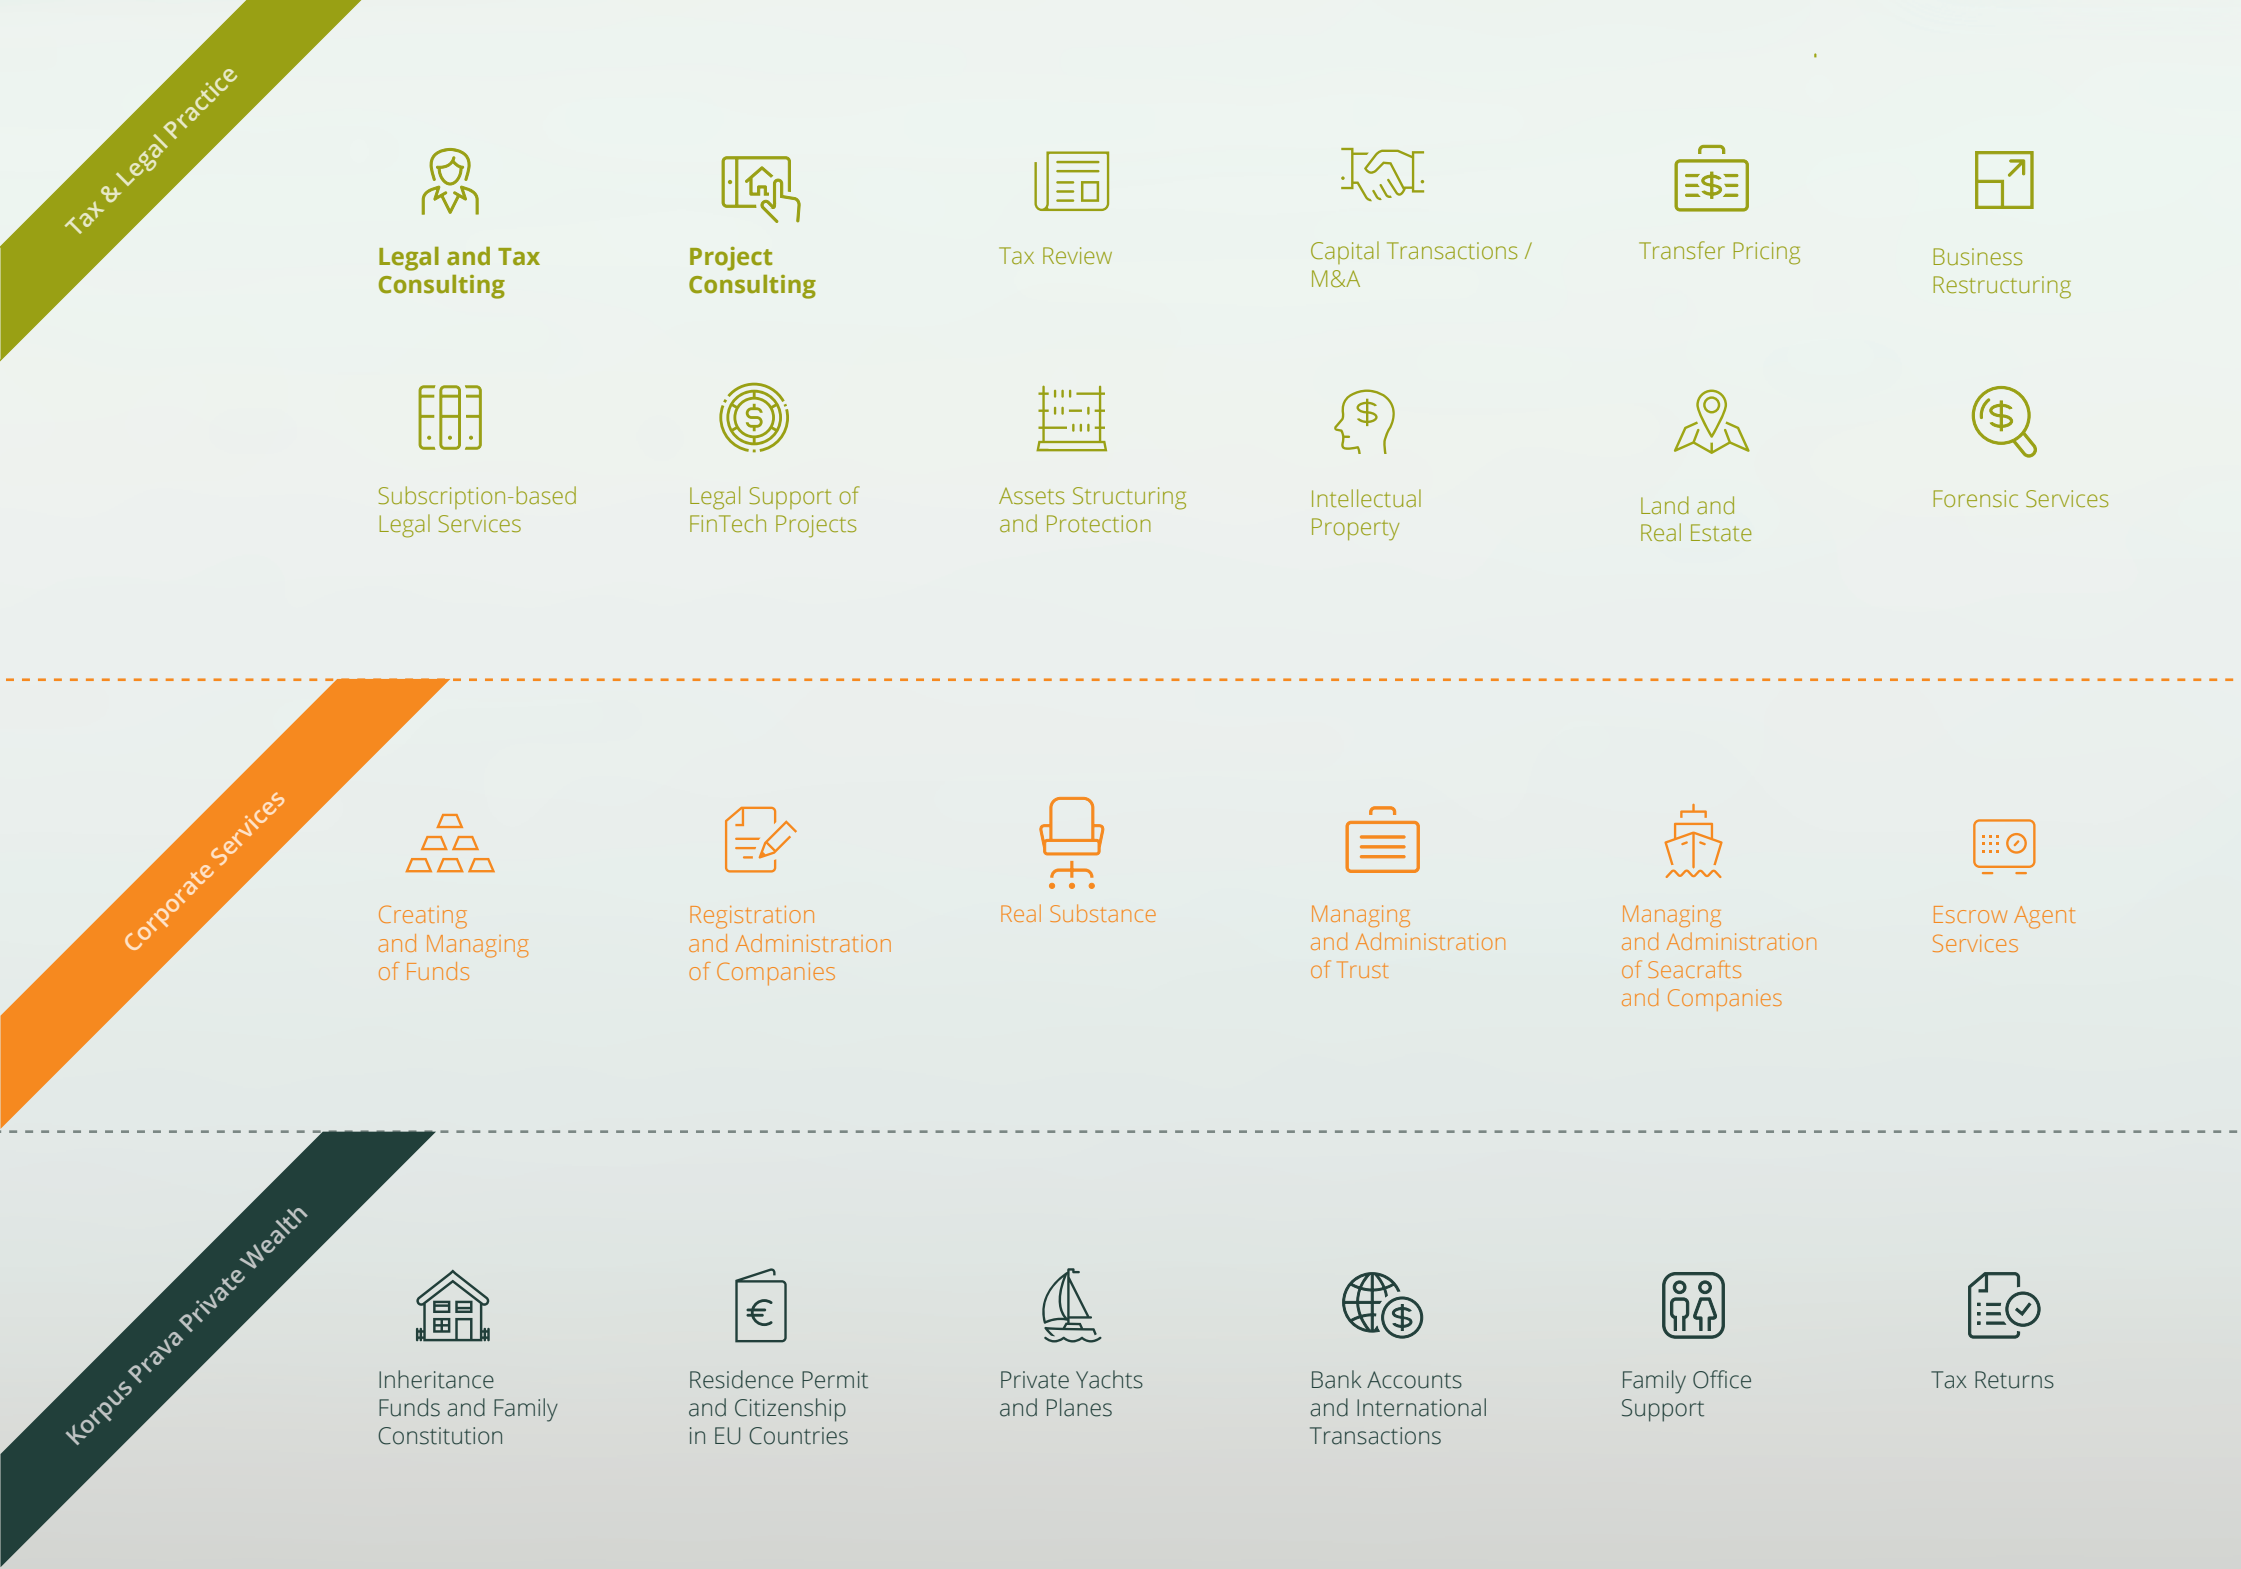 Tax & Legal Practice
Legal and Tax
Consulting
Project
Consulting
Tax Review
Capital Transactions /
M&A
Transfer Pricing
Business
Restructuring
Subscription-based
Legal Services
Legal Support of
FinTech Projects
Assets Structuring
and Protection
Intellectual
Property
Land and
Real Estate
Forensic Services
Corporate Services
Creating
and Managing
of Funds
Registration
and Administration
of Companies
Real Substance
Managing
and Administration
of Trust
Managing
and Administration
of Seacrafts
and Companies
Escrow Agent
Services
Korpus Prava Private Wealth
Inheritance
Funds and Family
Constitution
Residence Permit
and Citizenship
in EU Countries
Private Yachts
and Planes
Bank Accounts
and International
Transactions
Family Office
Support
Tax Returns